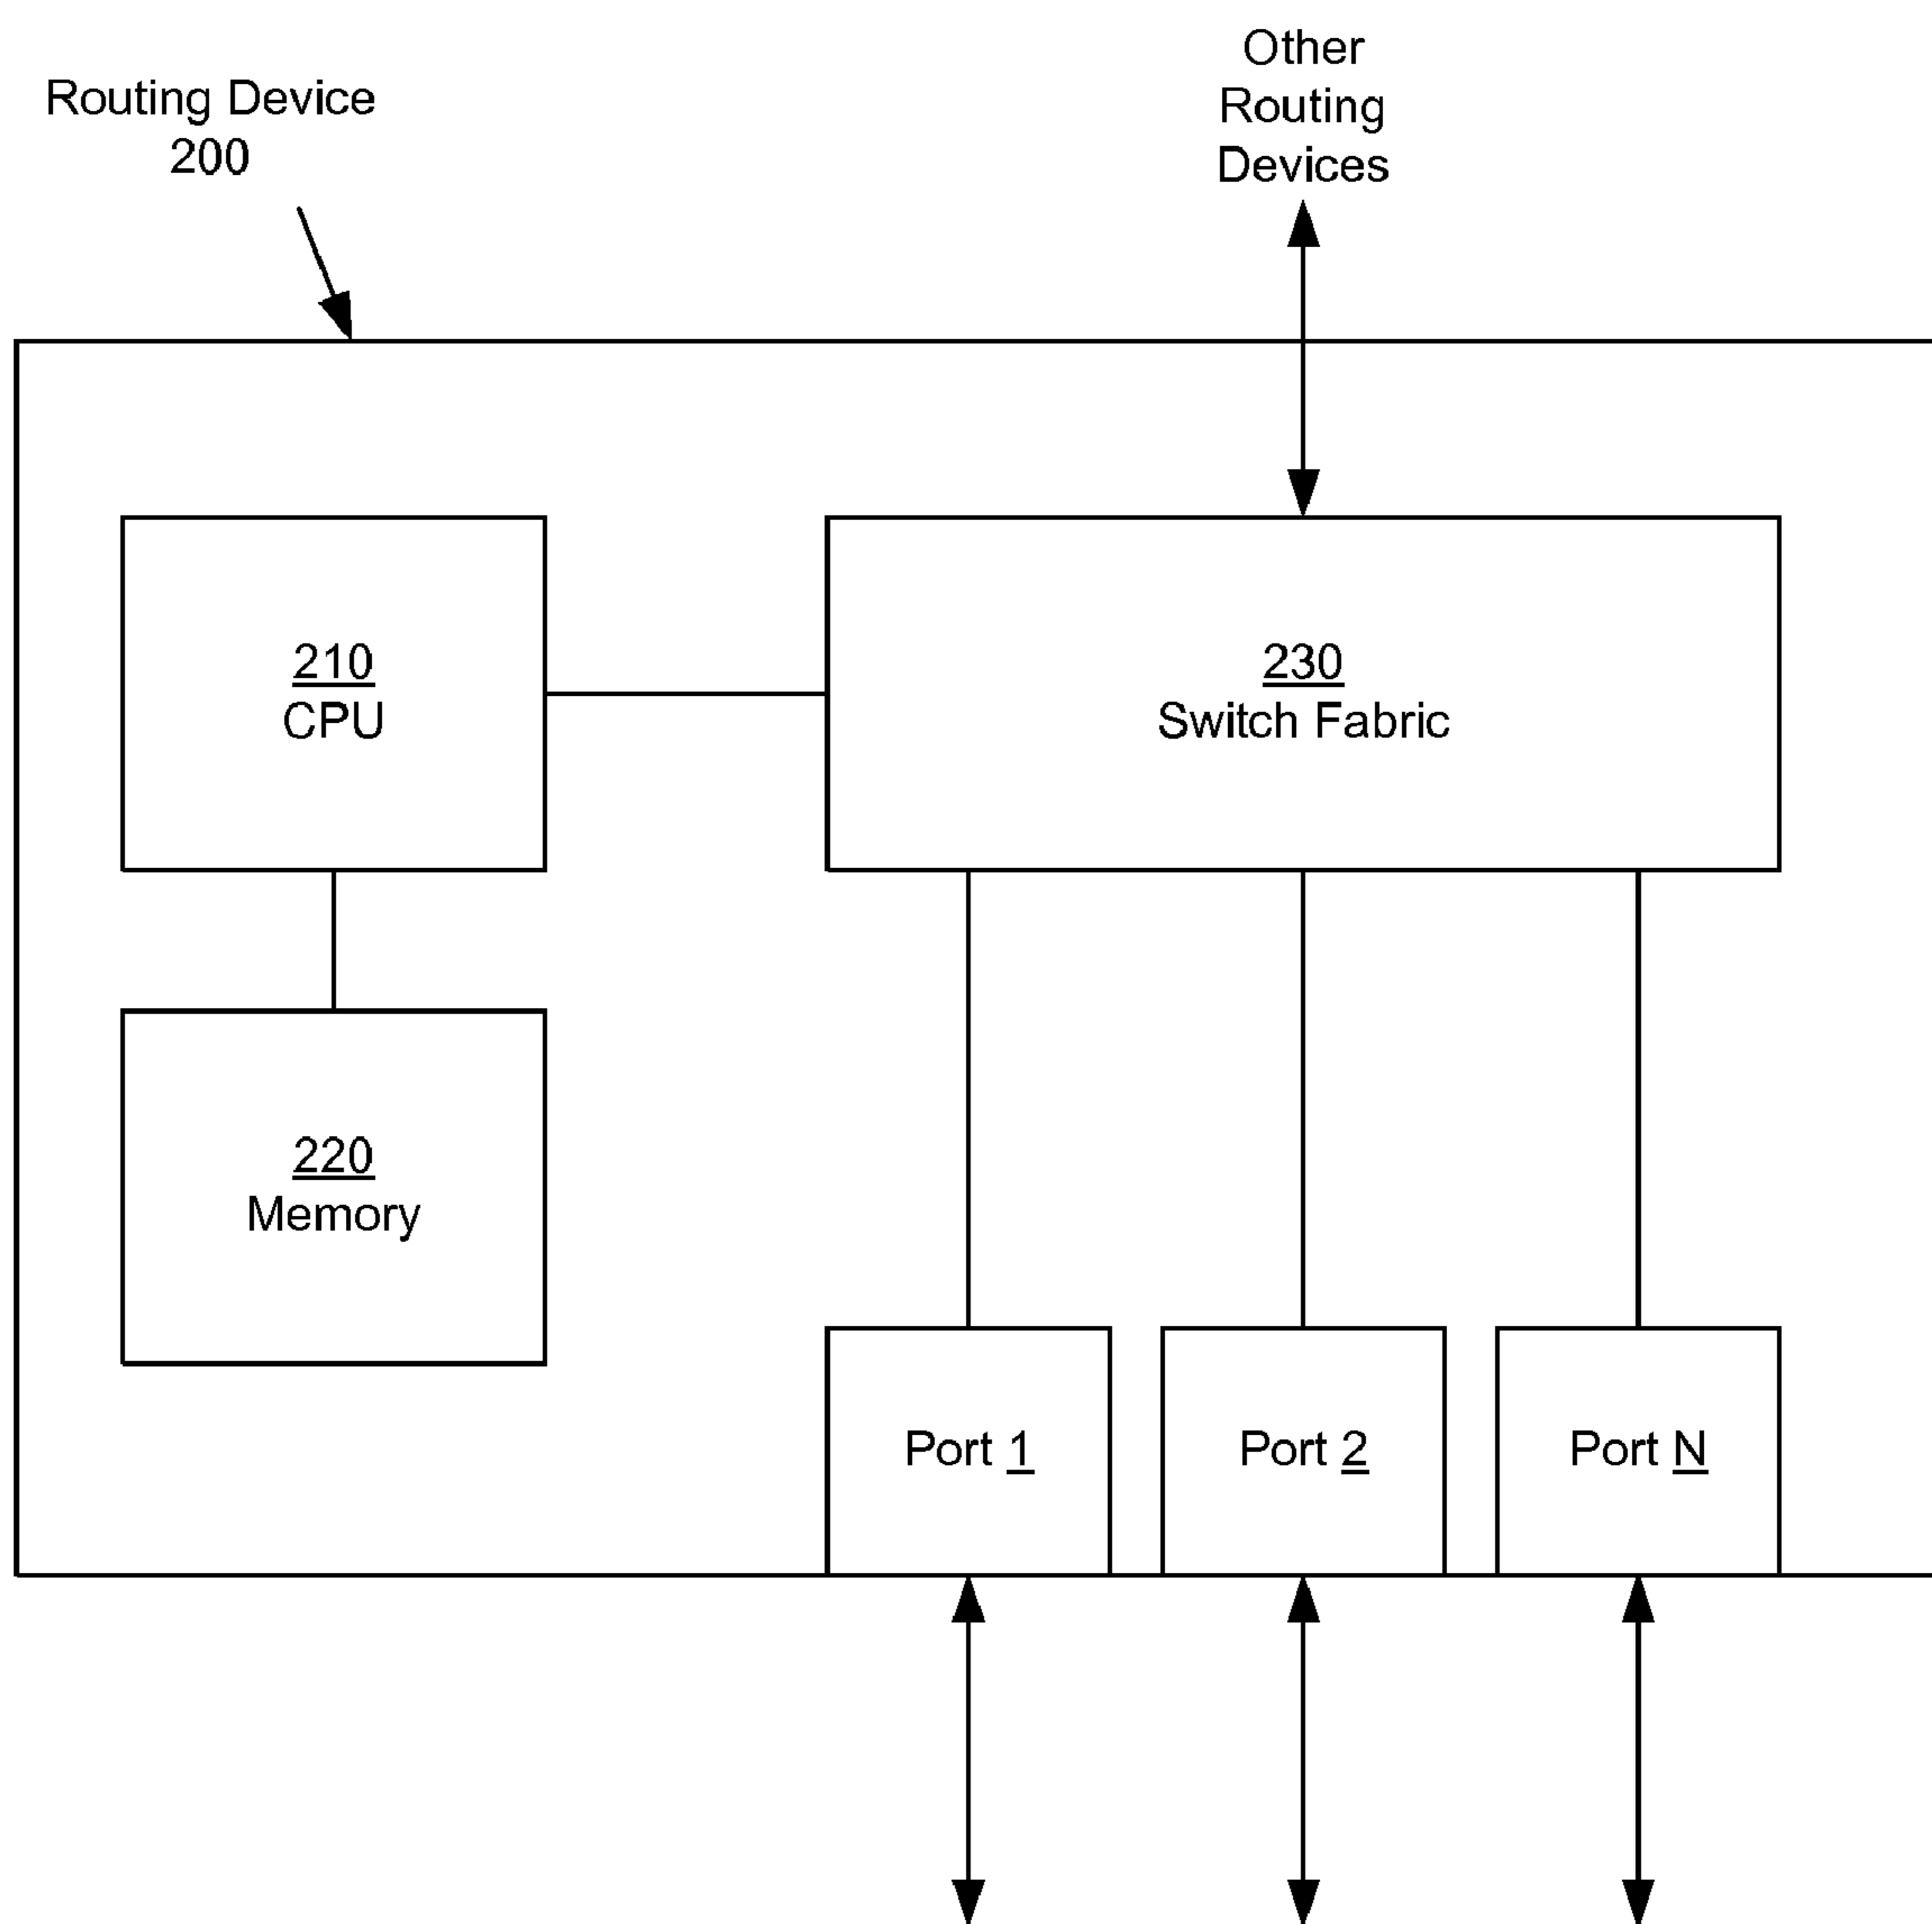 Routing Device
200
Other
Routing
Devices
210
CPU
230
Switch Fabric
220
Memory
Port 1
Port 2
Port N